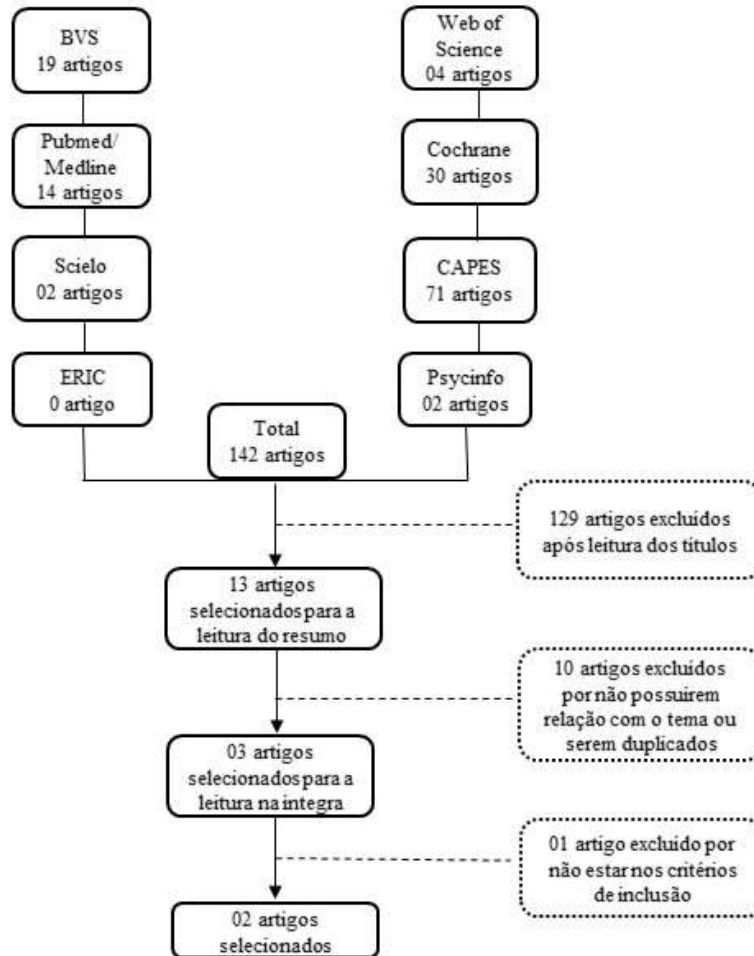 BVS
19 artigos
Pubmed/
Medline
14 artigos
Scielo
02 artigos
ERIC
0 artigo
Web of
Science
04 artigos
Cochrane
30 artigos
CAPES
71 artigos
Psycinfo
02 artigos
Total
142 artigos
129 artigos excluídos
após leitura dos títulos
13 artigos
selecionados para a
leitura do resumo
10 artigos excluídos
por não possuirem
relação com o tema ou
serem duplicados
03 artigos
selecionados para a
leitura na integra
01 artigo excluído por
não estar nos critérios
de inclusão
02 artigos
selecionados